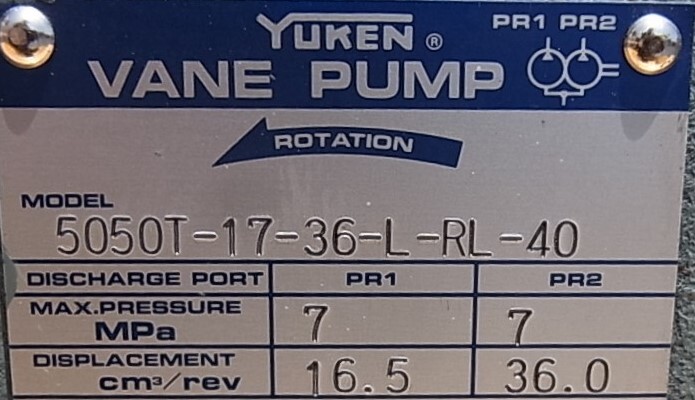 YUKEN ® PR1 PR2
VANE PUMP
ROTATION
MODEL
5050T-17-36-L-RL-40
DISCHARGE PORT PR1 PR2
MAX.PRESSURE MPa 7 7
DISPLACEMENT cm³/rev 16.5 36.0